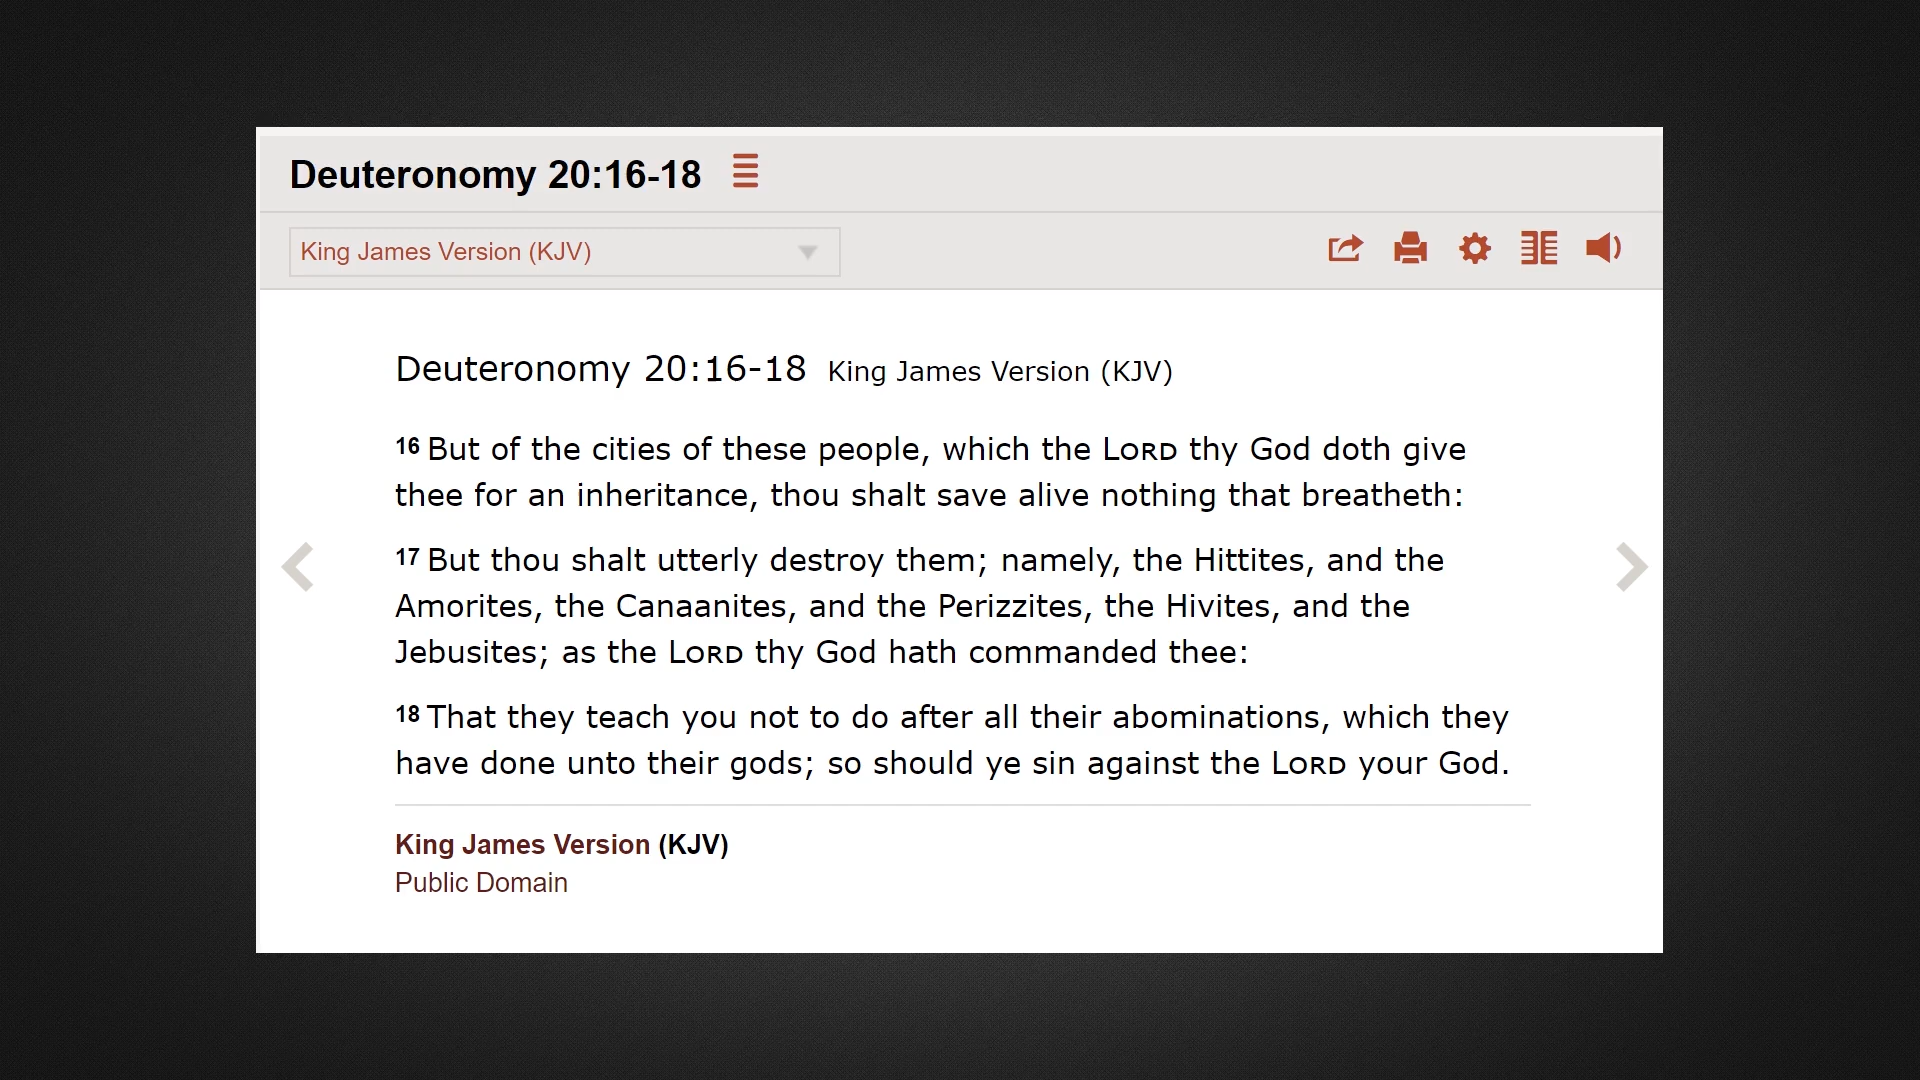 Deuteronomy 20:16-18
King James Version (KJV)
Deuteronomy 20:16-18 King James Version (KJV)
16 But of the cities of these people, which the LORD thy God doth give
thee for an inheritance, thou shalt save alive nothing that breatheth:
17 But thou shalt utterly destroy them; namely, the Hittites, and the
Amorites, the Canaanites, and the Perizzites, the Hivites, and the
Jebusites; as the LORD thy God hath commanded thee:
18 That they teach you not to do after all their abominations, which they
have done unto their gods; so should ye sin against the LORD your God.
King James Version (KJV)
Public Domain